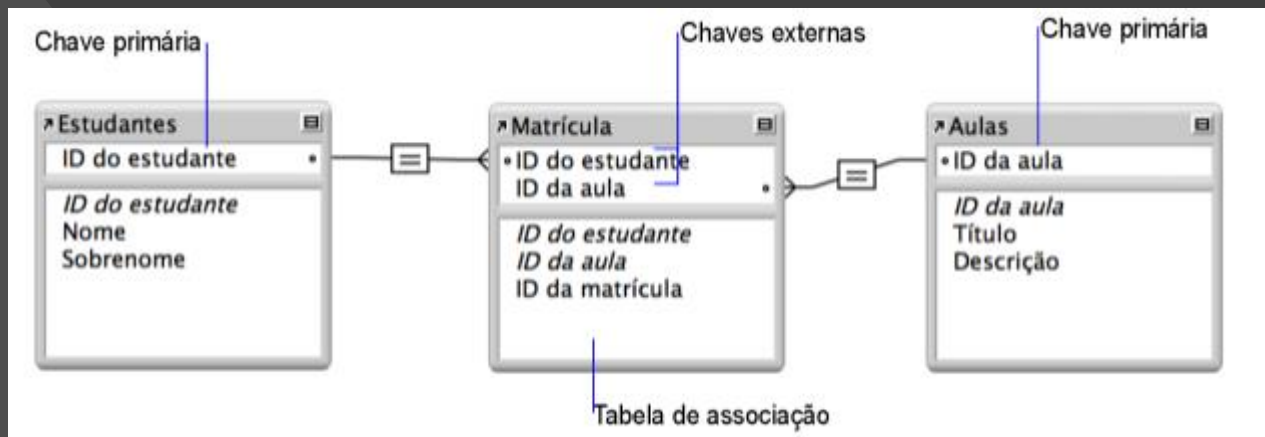 Chave primária
Chaves externas
Chave primária
Estudantes
ID do estudante
ID do estudante
Nome
Sobrenome
Matrícula
ID do estudante
ID da aula
ID do estudante
ID da aula
ID da matrícula
Aulas
ID da aula
ID da aula
Título
Descrição
Tabela de associação